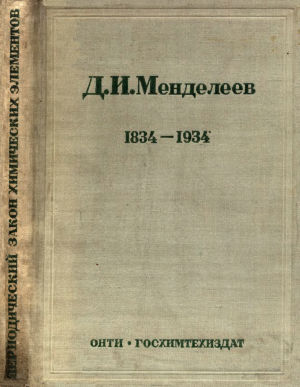 ПЕРИОДИЧЕСКИЙ ЗАКОН ХИМИЧЕСКИХ ЭЛЕМЕНТОВ
Д.И.Менделеев
1834—1934
ОНТИ • ГОСХИМТЕХИЗДАТ